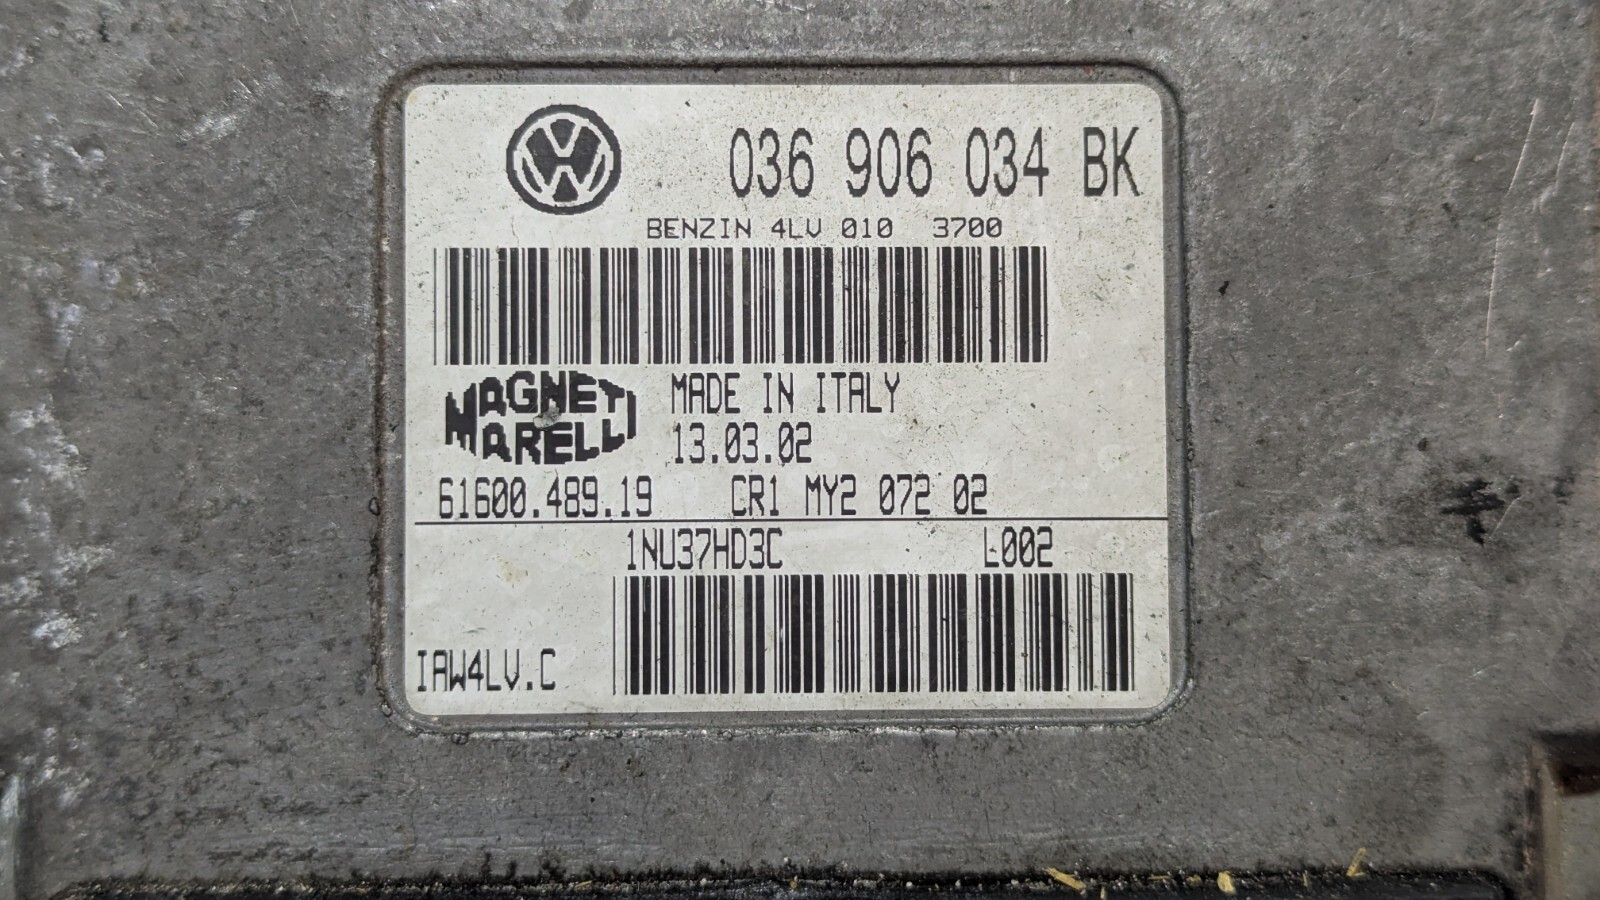 036 906 034 BK
BENZIN 4LV 010 3700
MAGNETI
MARELLI
MADE IN ITALY
13.03.02
61600.489.19 CR1 MY2 072 02
1NU37HD3C L002
IAW4LV.C